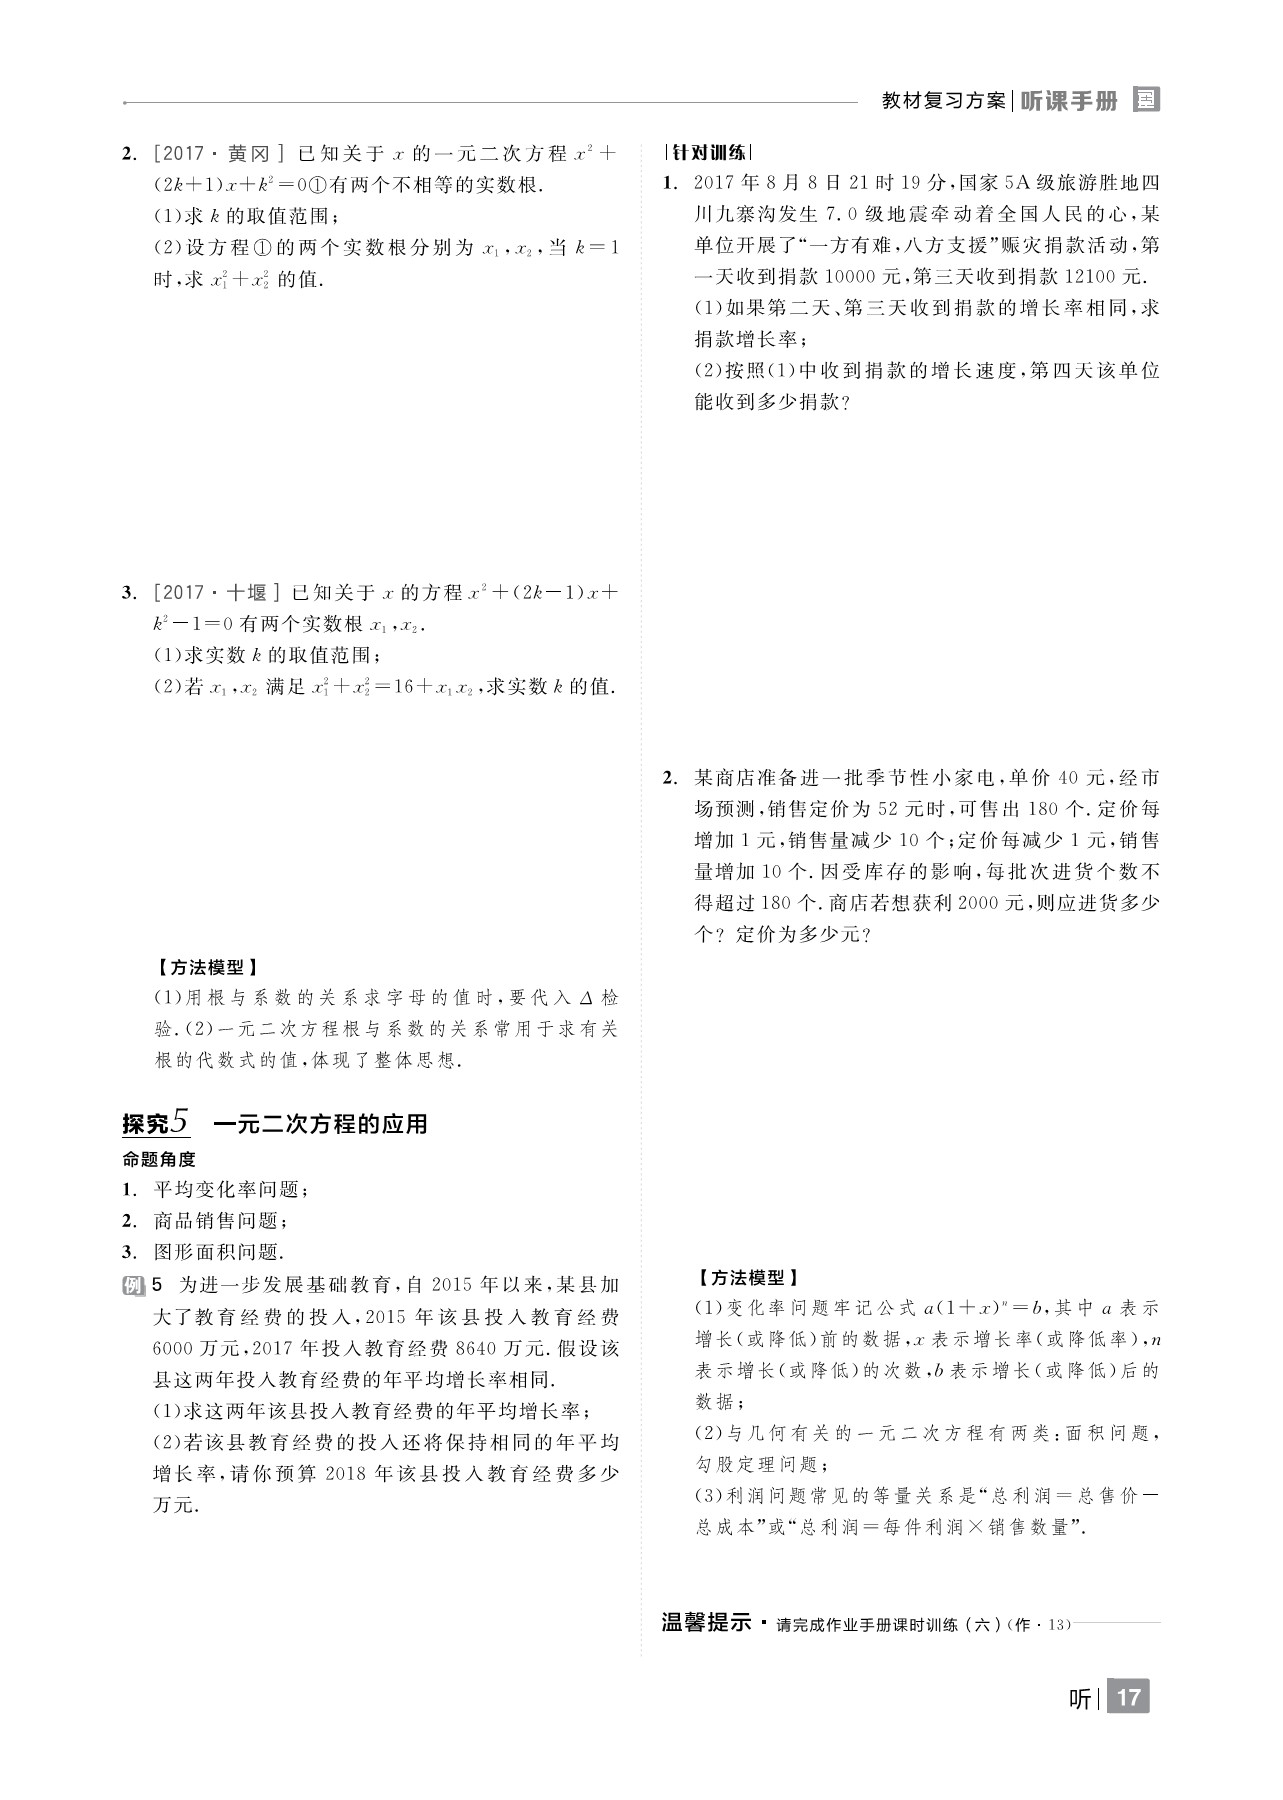 教材复习方案|听课手册
2. [2017·黄冈] 已知关于 x 的一元二次方程 x²+
(2k+1)x+k²=0①有两个不相等的实数根.
(1)求 k 的取值范围;
(2)设方程①的两个实数根分别为 x₁,x₂,当 k=1
时,求 x₁²+x₂² 的值.
3. [2017·十堰] 已知关于 x 的方程 x²+(2k-1)x+
k²-1=0 有两个实数根 x₁,x₂.
(1)求实数 k 的取值范围;
(2)若 x₁,x₂ 满足 x₁²+x₂²=16+x₁x₂,求实数 k 的值.
【方法模型】
(1)用根与系数的关系求字母的值时,要代入 Δ 检
验.(2)一元二次方程根与系数的关系常用于求有关
根的代数式的值,体现了整体思想.
探究5 一元二次方程的应用
命题角度
1. 平均变化率问题;
2. 商品销售问题;
3. 图形面积问题.
例5 为进一步发展基础教育,自 2015 年以来,某县加
大了教育经费的投入,2015 年该县投入教育经费
6000 万元,2017 年投入教育经费 8640 万元.假设该
县这两年投入教育经费的年平均增长率相同.
(1)求这两年该县投入教育经费的年平均增长率;
(2)若该县教育经费的投入还将保持相同的年平均
增长率,请你预算 2018 年该县投入教育经费多少
万元.
|针对训练|
1. 2017 年 8 月 8 日 21 时 19 分,国家 5A 级旅游胜地四
川九寨沟发生 7.0 级地震牵动着全国人民的心,某
单位开展了“一方有难,八方支援”赈灾捐款活动,第
一天收到捐款 10000 元,第三天收到捐款 12100 元.
(1)如果第二天、第三天收到捐款的增长率相同,求
捐款增长率;
(2)按照(1)中收到捐款的增长速度,第四天该单位
能收到多少捐款?
2. 某商店准备进一批季节性小家电,单价 40 元,经市
场预测,销售定价为 52 元时,可售出 180 个.定价每
增加 1 元,销售量减少 10 个;定价每减少 1 元,销售
量增加 10 个.因受库存的影响,每批次进货个数不
得超过 180 个.商店若想获利 2000 元,则应进货多少
个?定价为多少元?
【方法模型】
(1)变化率问题牢记公式 a(1+x)ⁿ=b,其中 a 表示
增长(或降低)前的数据,x 表示增长率(或降低率),n
表示增长(或降低)的次数,b 表示增长(或降低)后的
数据;
(2)与几何有关的一元二次方程有两类:面积问题,
勾股定理问题;
(3)利润问题常见的等量关系是“总利润=总售价-
总成本”或“总利润=每件利润×销售数量”.
温馨提示·请完成作业手册课时训练(六)(作·13)
听|17